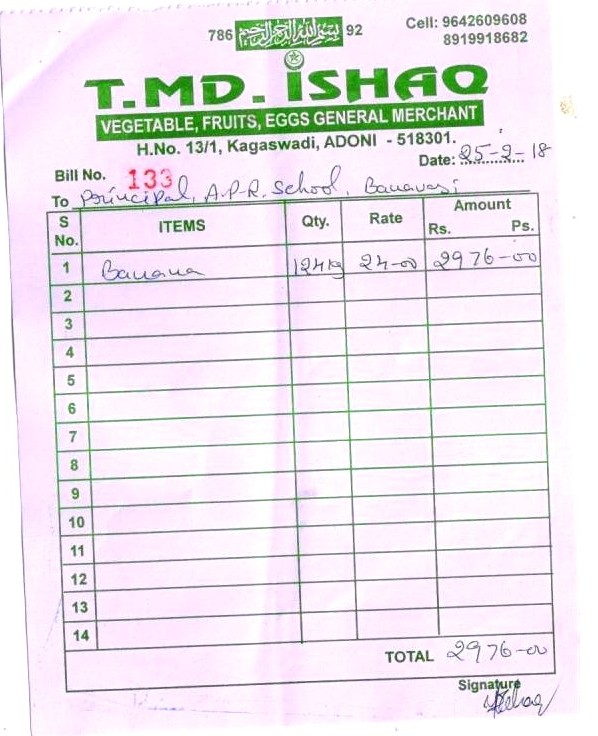 786 بسم الله الرحمن الرحيم 92
Cell: 9642609608
8919918682
T.MD. ISHAQ
VEGETABLE, FRUITS, EGGS GENERAL MERCHANT
H.No. 13/1, Kagaswadi, ADONI - 518301.
Date: 25-2-18
Bill No. 133
To Principal, A.P.R. School, Banavasi
S No. ITEMS Qty. Rate Amount Rs. Ps.
1 Banana 124kg 24-00 2976-00
2
3
4
5
6
7
8
9
10
11
12
13
14
TOTAL 2976-00
Signature